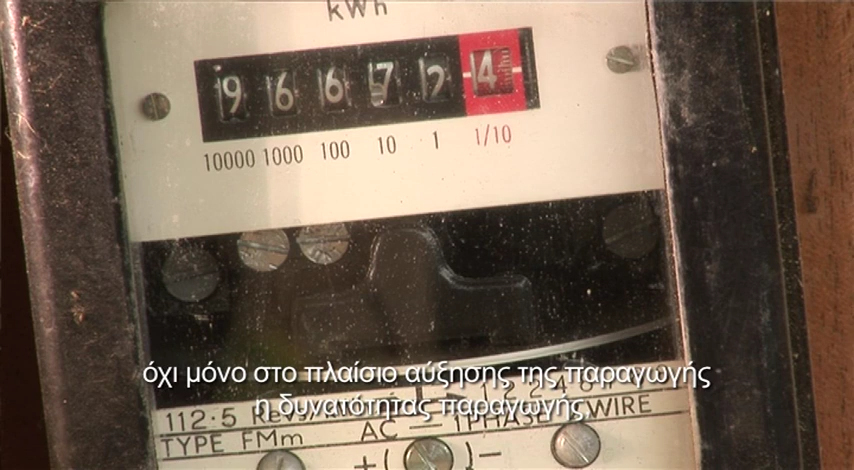 kWh
9 6 6 7 2 4
10000 1000 100 10 1 1/10
όχι μόνο στο πλαίσιο αύξησης της παραγωγής
η δυνατότητας παραγωγής,
112·5 Revs
WIRE
TYPE FMm AC — 1PHASE
+ ( ) −